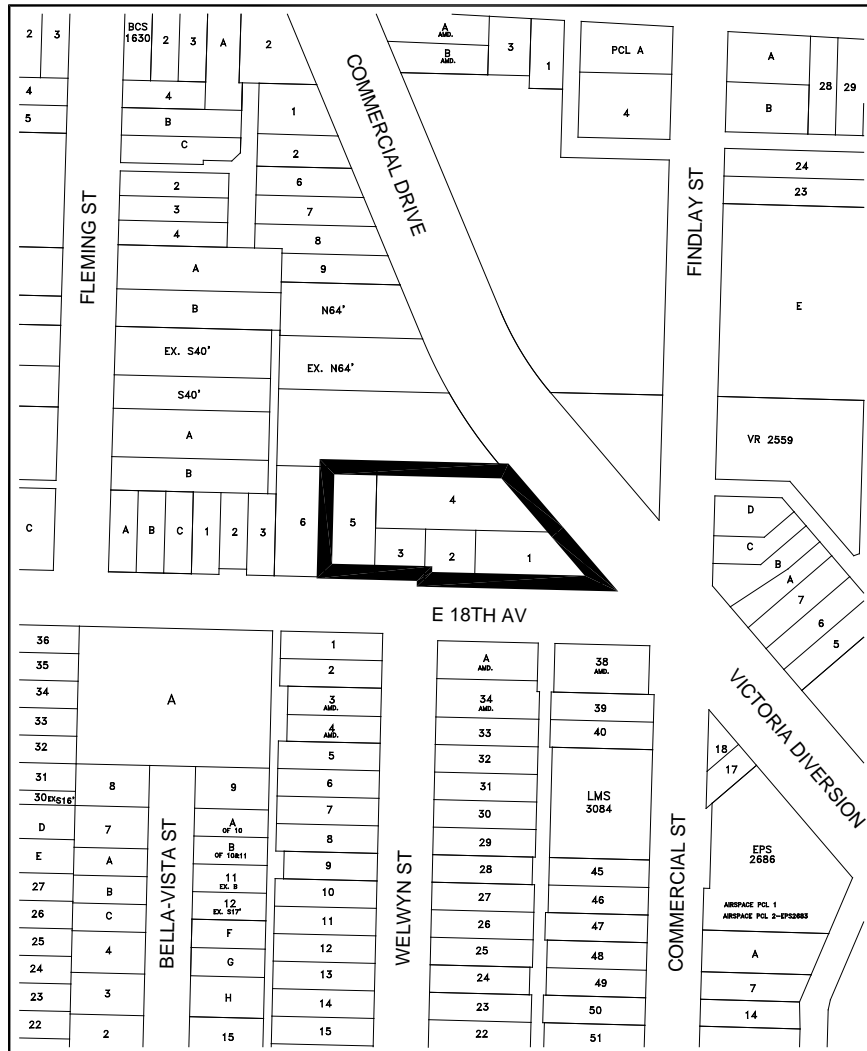 2
3
BCS
1630
2
3
A
2
A
AMD.
B
AMD.
3
1
PCL A
4
A
B
28
29
4
5
4
B
C
1
2
6
7
8
9
N64'
EX. N64'
COMMERCIAL DRIVE
FINDLAY ST
24
23
E
FLEMING ST
2
3
4
A
B
EX. S40'
S40'
A
B
VR 2559
C
A
B
C
1
2
3
6
5
4
3
2
1
D
C
B
A
7
6
5
E 18TH AV
VICTORIA DIVERSION
36
35
34
33
32
31
30 EX S16'
D
E
27
26
25
24
23
22
A
8
7
A
B
C
4
3
2
BELLA-VISTA ST
9
A
OF 10
B
OF 10&11
11
EX. B
12
EX. S17'
F
G
H
15
1
2
3
AMD.
4
AMD.
5
6
7
8
9
10
11
12
13
14
15
WELWYN ST
A
AMD.
34
AMD.
33
32
31
30
29
28
27
26
25
24
23
22
38
AMD.
39
40
LMS
3084
45
46
47
48
49
50
51
COMMERCIAL ST
18
17
EPS
2686
AIRSPACE PCL 1
AIRSPACE PCL 2-EPS2683
A
7
14